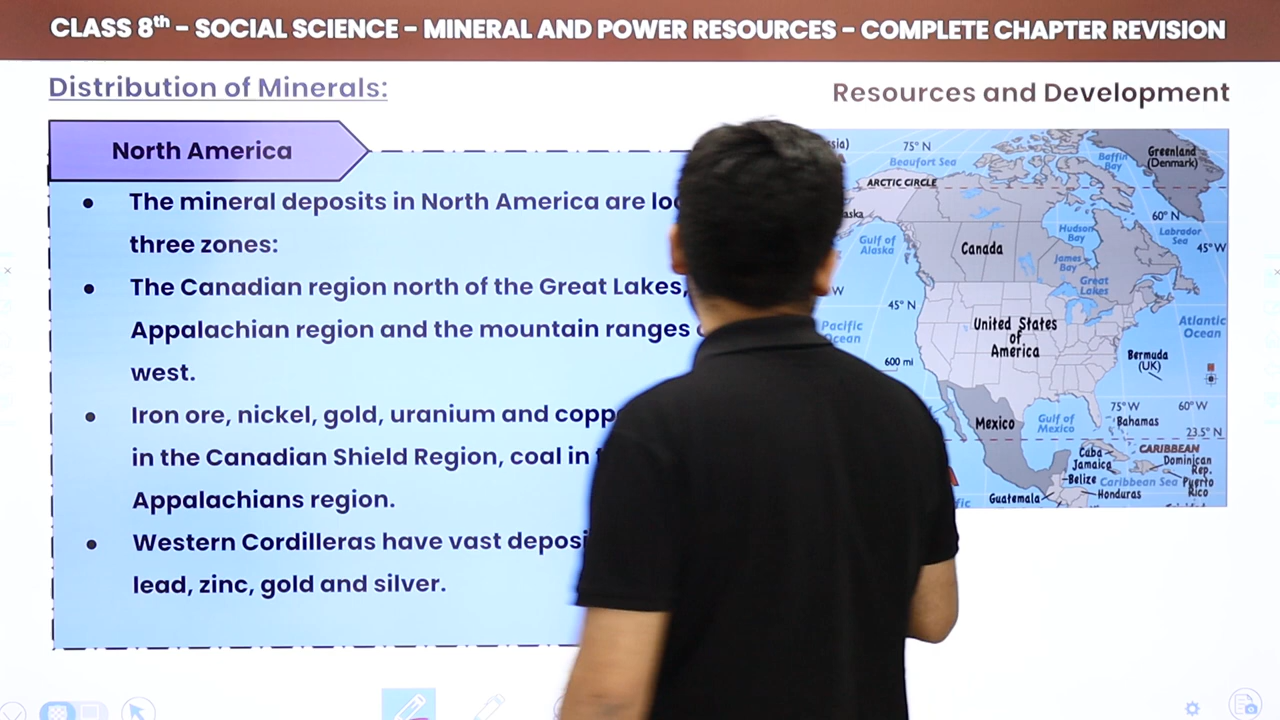 CLASS 8th – SOCIAL SCIENCE – MINERAL AND POWER RESOURCES – COMPLETE CHAPTER REVISION
Distribution of Minerals:
Resources and Development
North America
• The mineral deposits in North America are
three zones:
• The Canadian region north of the Great Lakes,
Appalachian region and the mountain ranges
west.
• Iron ore, nickel, gold, uranium and
in the Canadian Shield Region, coal in
Appalachians region.
• Western Cordilleras have vast
lead, zinc, gold and silver.
75° N
Beaufort Sea
Baffin
Bay
Greenland
(Denmark)
ARCTIC CIRCLE
60° N
Gulf of
Alaska
Canada
Hudson
Bay
Labrador
Sea
45° W
James
Bay
Great
Lakes
W
45° N
Pacific
Ocean
United States
of
America
Atlantic
Ocean
600 mi
Bermuda
(UK)
75° W
60° W
Mexico
Gulf of
Mexico
Bahamas
23.5° N
Cuba
CARIBBEAN
Jamaica
Dominican
Rep.
Belize
Caribbean Sea
Puerto
Rico
Guatemala
Honduras